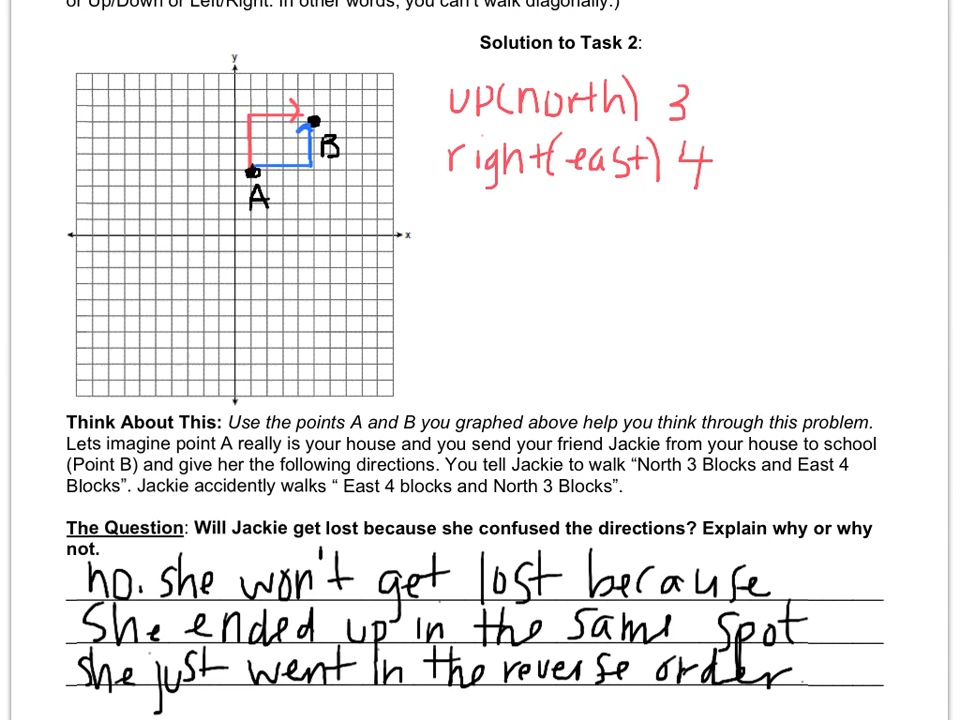 or Up/Down or Left/Right. In other words, you can't walk diagonally.)
Solution to Task 2:
y
up(north) 3
right(east) 4
B
A
x
Think About This: Use the points A and B you graphed above help you think through this problem.
Lets imagine point A really is your house and you send your friend Jackie from your house to school
(Point B) and give her the following directions. You tell Jackie to walk “North 3 Blocks and East 4
Blocks”. Jackie accidently walks “ East 4 blocks and North 3 Blocks”.
The Question: Will Jackie get lost because she confused the directions? Explain why or why
not.
no. she won't get lost because
She ended up in the same spot
she just went in the reverse order